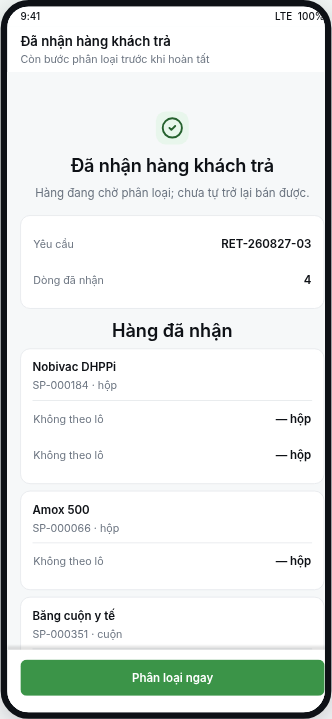 9:41 LTE 100%
Đã nhận hàng khách trả
Còn bước phân loại trước khi hoàn tất
Đã nhận hàng khách trả
Hàng đang chờ phân loại; chưa tự trở lại bán được.
Yêu cầu RET-260827-03
Dòng đã nhận 4
Hàng đã nhận
Nobivac DHPPi
SP-000184 · hộp
Không theo lô — hộp
Không theo lô — hộp
Amox 500
SP-000066 · hộp
Không theo lô — hộp
Băng cuộn y tế
SP-000351 · cuộn
Phân loại ngay